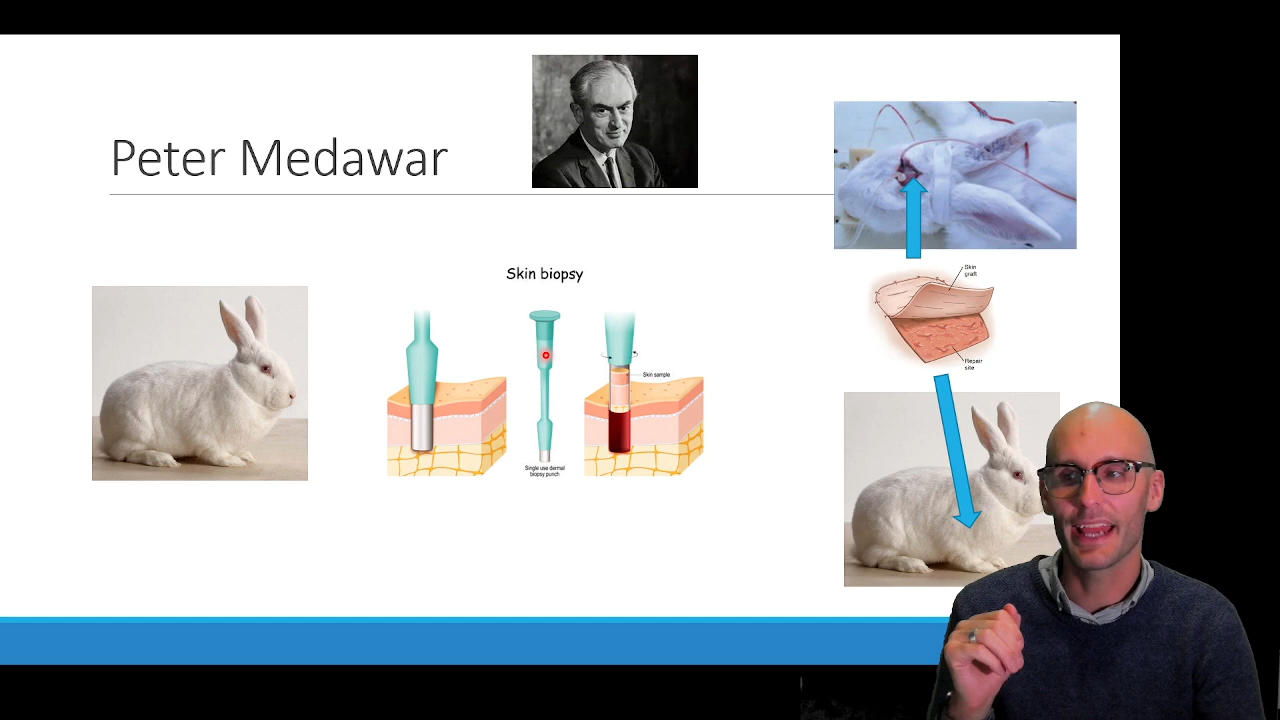 Peter Medawar
Skin biopsy
Skin sample
Single use dermal
biopsy punch
Skin
graft
Repair
site